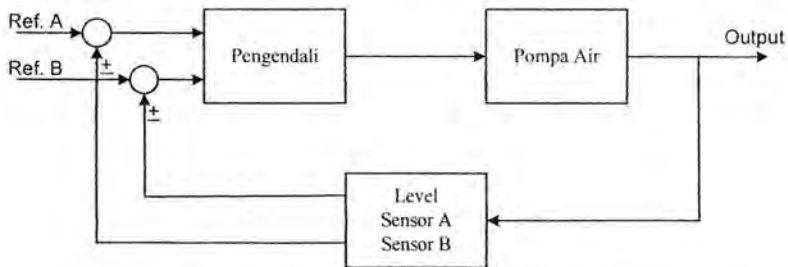 Ref. A
Ref. B
±
±
Pengendali
Pompa Air
Output
Level
Sensor A
Sensor B